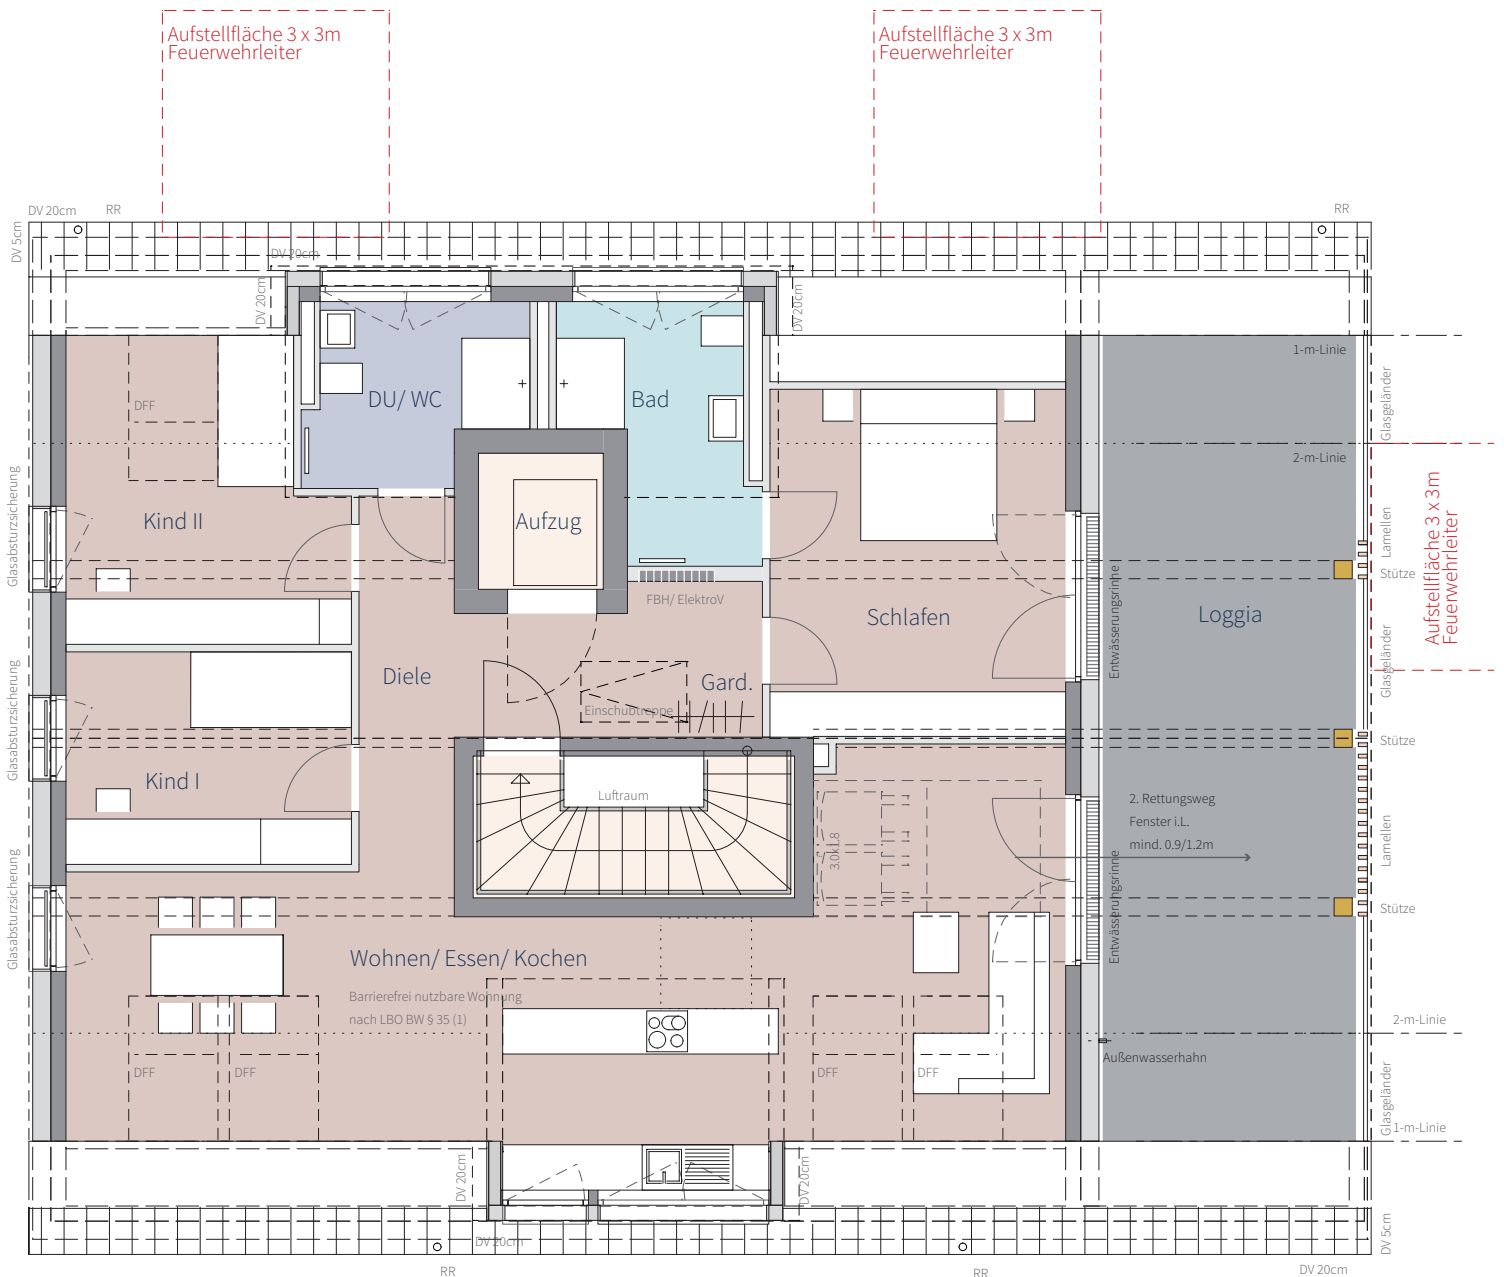 Aufstellfläche 3 x 3m
Feuerwehrleiter
Aufstellfläche 3 x 3m
Feuerwehrleiter
DV 20cm
RR
RR
DV 5cm
DV 20cm
DV 20cm
DV 20cm
1-m-Linie
DFF
DU/ WC
Bad
Glasgeländer
2-m-Linie
Glasabsturzsicherung
Kind II
Aufzug
Lamellen
Aufstellfläche 3 x 3m
Feuerwehrleiter
Stütze
FBH/ ElektroV
Schlafen
Entwässerungsrinne
Loggia
Glasgeländer
Glasabsturzsicherung
Diele
Gard.
Einschubtreppe
Stütze
Kind I
Luftraum
2. Rettungsweg
Fenster i.L.
mind. 0.9/1.2m
3.0x1.8
Lamellen
Glasabsturzsicherung
Entwässerungsrinne
Stütze
Wohnen/ Essen/ Kochen
Barrierefrei nutzbare Wohnung
nach LBO BW § 35 (1)
2-m-Linie
Außenwasserhahn
DFF
DFF
DFF
DFF
Glasgeländer
1-m-Linie
DV 20cm
DV 20cm
DV 20cm
DV 5cm
RR
RR
DV 20cm